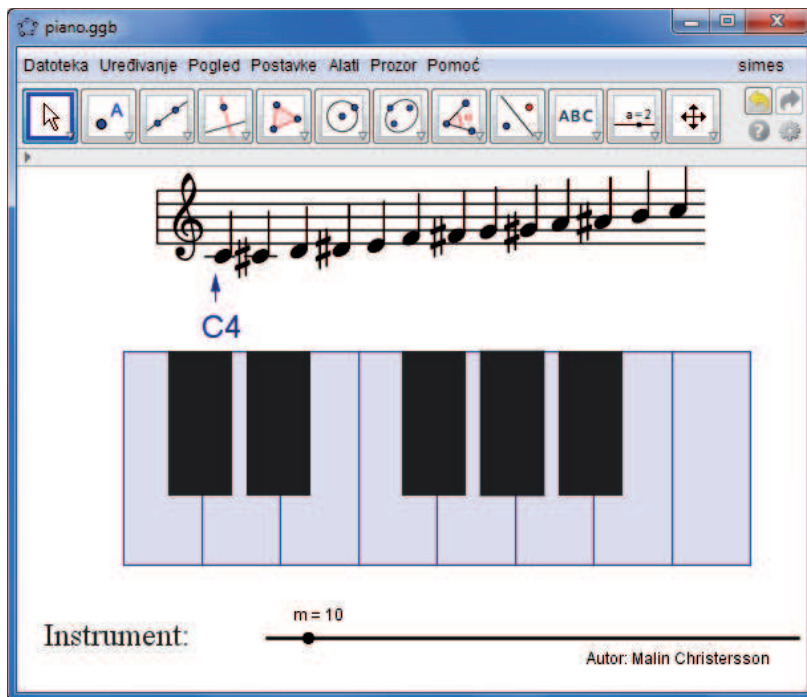 piano.ggb
Datoteka Uređivanje Pogled Postavke Alati Prozor Pomoć simes
A ABC a=2
C4
m = 10
Instrument:
Autor: Malin Christersson